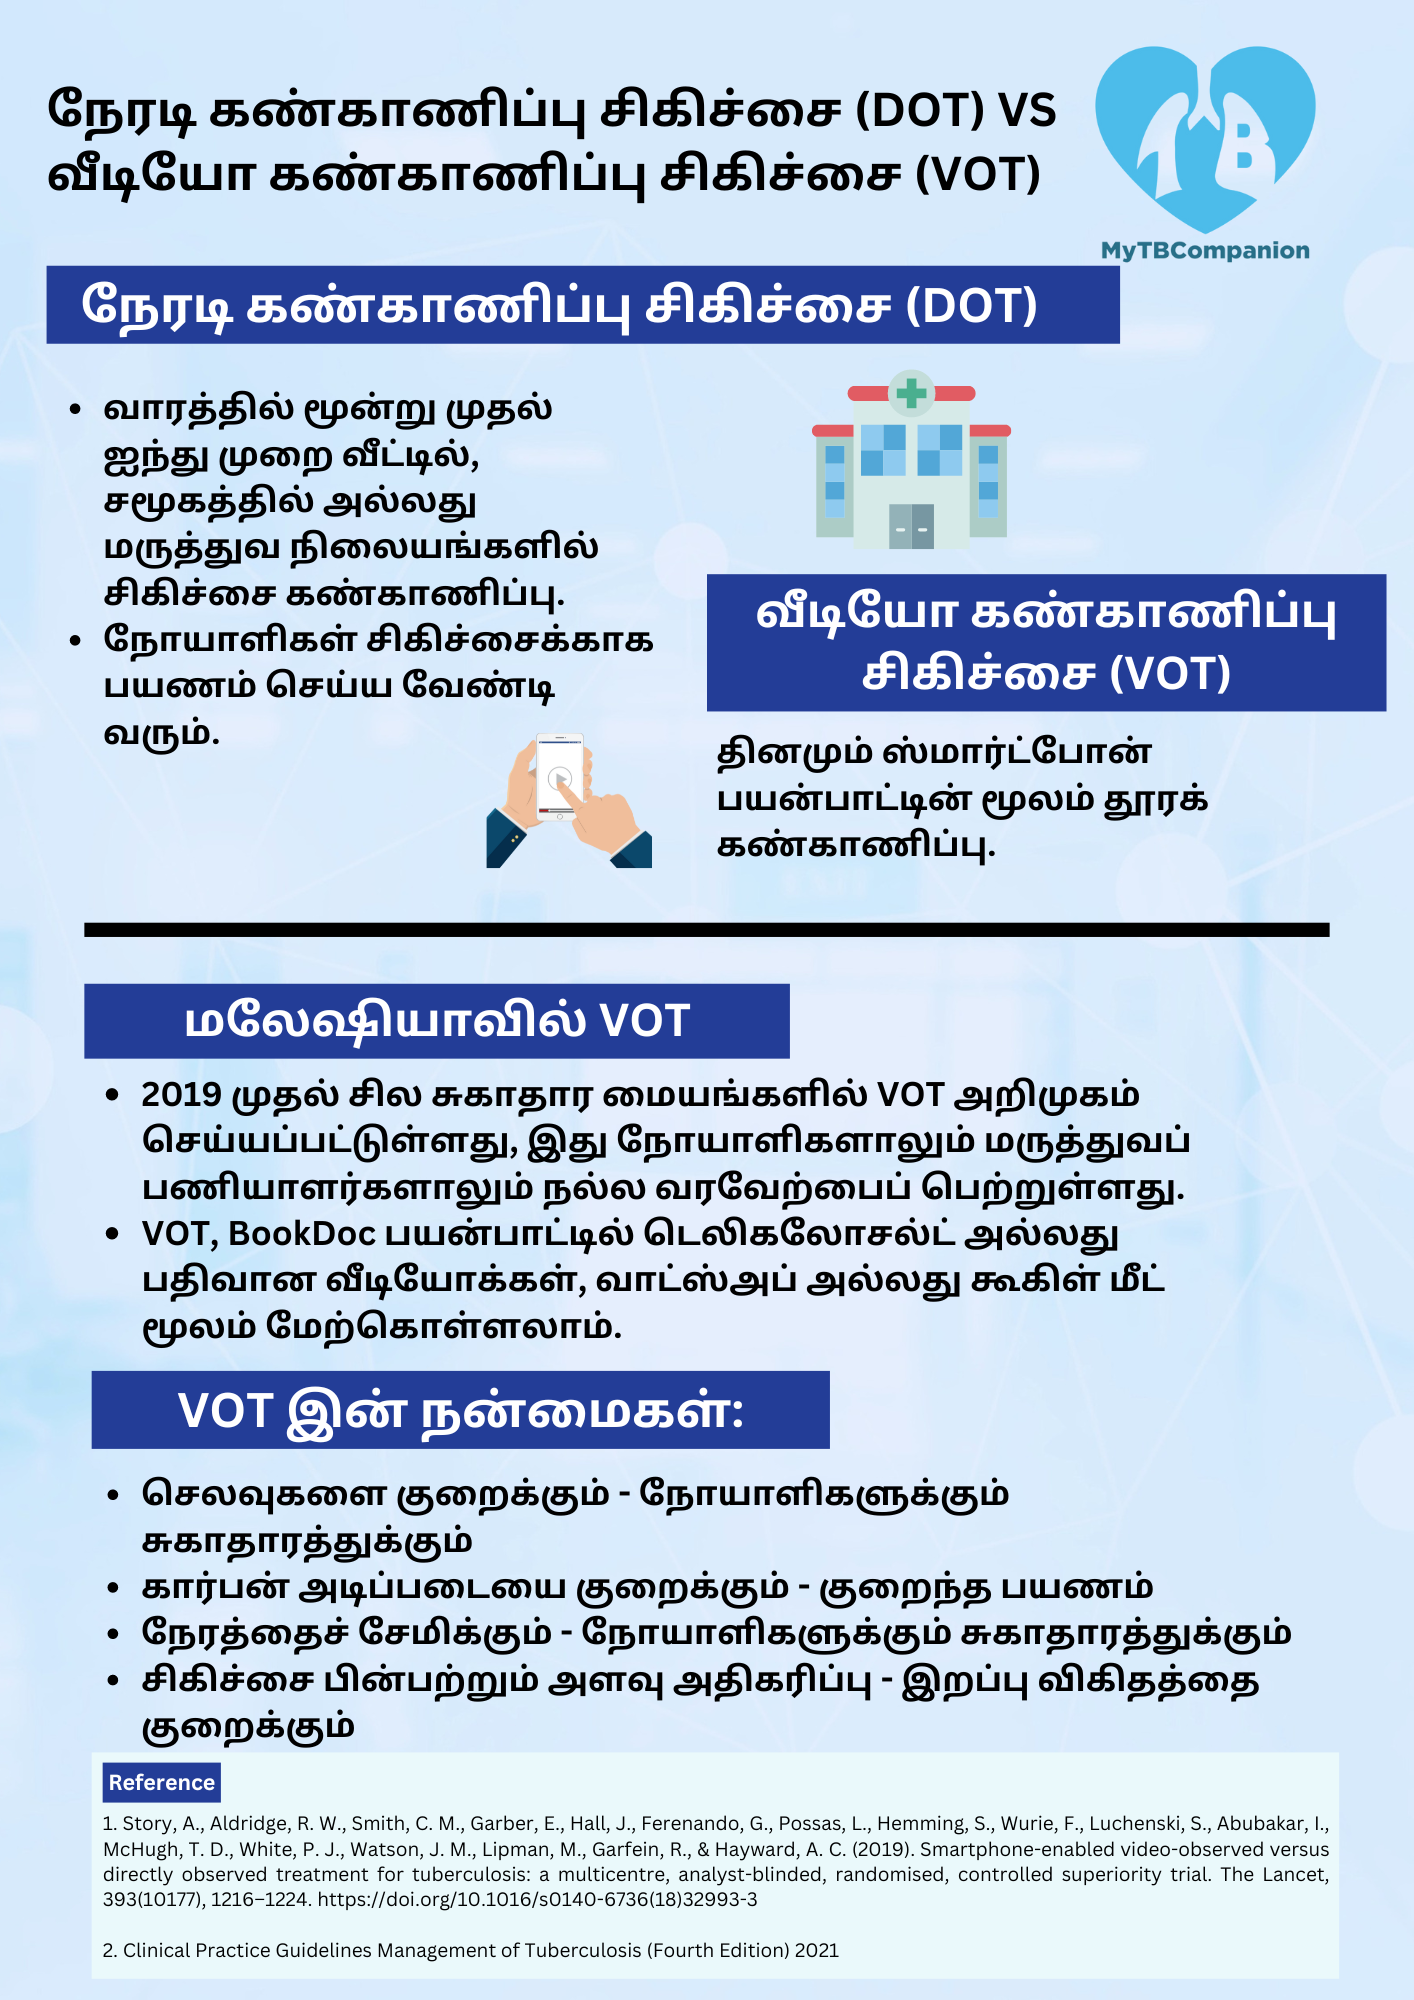 நேரடி கண்காணிப்பு சிகிச்சை (DOT) VS
வீடியோ கண்காணிப்பு சிகிச்சை (VOT)
TB
MyTBCompanion
நேரடி கண்காணிப்பு சிகிச்சை (DOT)
• வாரத்தில் மூன்று முதல்
ஐந்து முறை வீட்டில்,
சமூகத்தில் அல்லது
மருத்துவ நிலையங்களில்
சிகிச்சை கண்காணிப்பு.
• நோயாளிகள் சிகிச்சைக்காக
பயணம் செய்ய வேண்டி
வரும்.
வீடியோ கண்காணிப்பு
சிகிச்சை (VOT)
தினமும் ஸ்மார்ட்போன்
பயன்பாட்டின் மூலம் தூரக்
கண்காணிப்பு.
மலேஷியாவில் VOT
• 2019 முதல் சில சுகாதார மையங்களில் VOT அறிமுகம்
செய்யப்பட்டுள்ளது, இது நோயாளிகளாலும் மருத்துவப்
பணியாளர்களாலும் நல்ல வரவேற்பைப் பெற்றுள்ளது.
• VOT, BookDoc பயன்பாட்டில் டெலிகலோசல்ட் அல்லது
பதிவான வீடியோக்கள், வாட்ஸ்அப் அல்லது கூகிள் மீட்
மூலம் மேற்கொள்ளலாம்.
VOT இன் நன்மைகள்:
• செலவுகளை குறைக்கும் - நோயாளிகளுக்கும்
சுகாதாரத்துக்கும்
• கார்பன் அடிப்படையை குறைக்கும் - குறைந்த பயணம்
• நேரத்தைச் சேமிக்கும் - நோயாளிகளுக்கும் சுகாதாரத்துக்கும்
• சிகிச்சை பின்பற்றும் அளவு அதிகரிப்பு - இறப்பு விகிதத்தை
குறைக்கும்
Reference
1. Story, A., Aldridge, R. W., Smith, C. M., Garber, E., Hall, J., Ferenando, G., Possas, L., Hemming, S., Wurie, F., Luchenski, S., Abubakar, I.,
McHugh, T. D., White, P. J., Watson, J. M., Lipman, M., Garfein, R., & Hayward, A. C. (2019). Smartphone-enabled video-observed versus
directly observed treatment for tuberculosis: a multicentre, analyst-blinded, randomised, controlled superiority trial. The Lancet,
393(10177), 1216–1224. https://doi.org/10.1016/s0140-6736(18)32993-3
2. Clinical Practice Guidelines Management of Tuberculosis (Fourth Edition) 2021